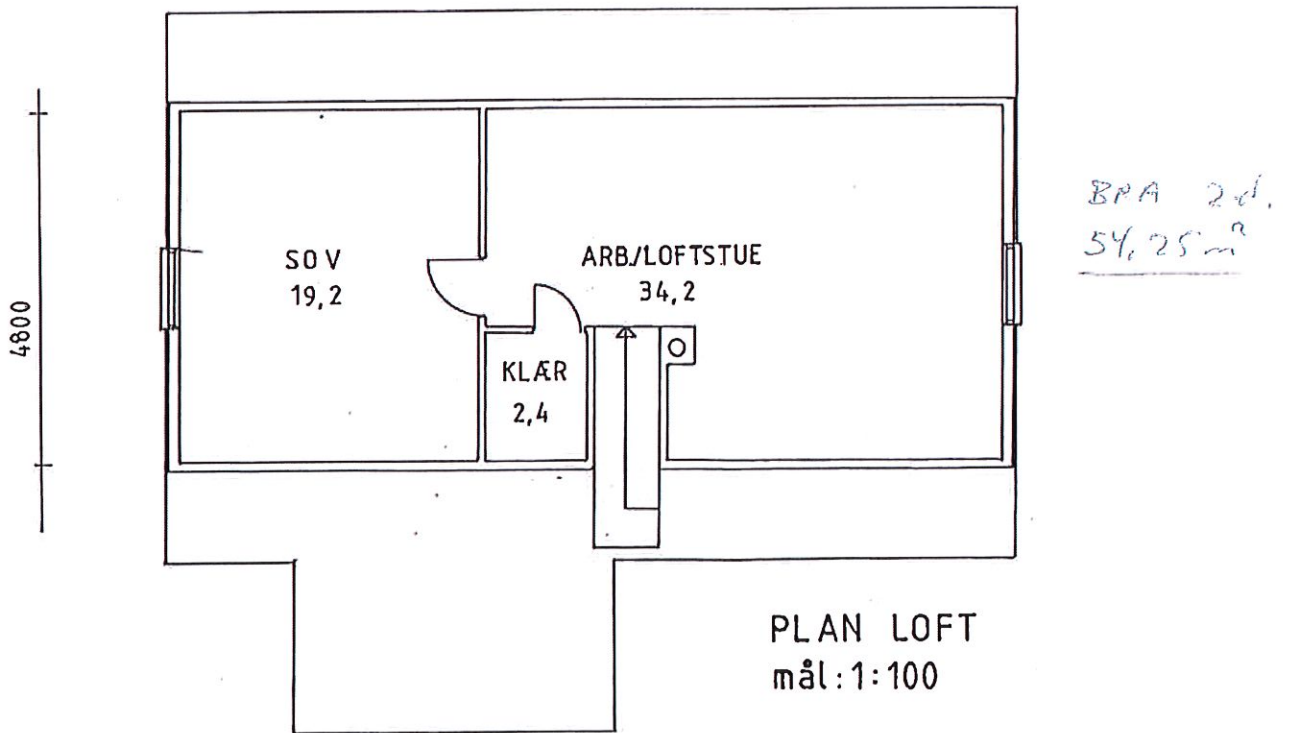 4800
SOV
19,2
ARB./LOFTSTUE
34,2
KLÆR
2,4
BRA 2.d.
54,25 m²
PLAN LOFT
mål:1:100